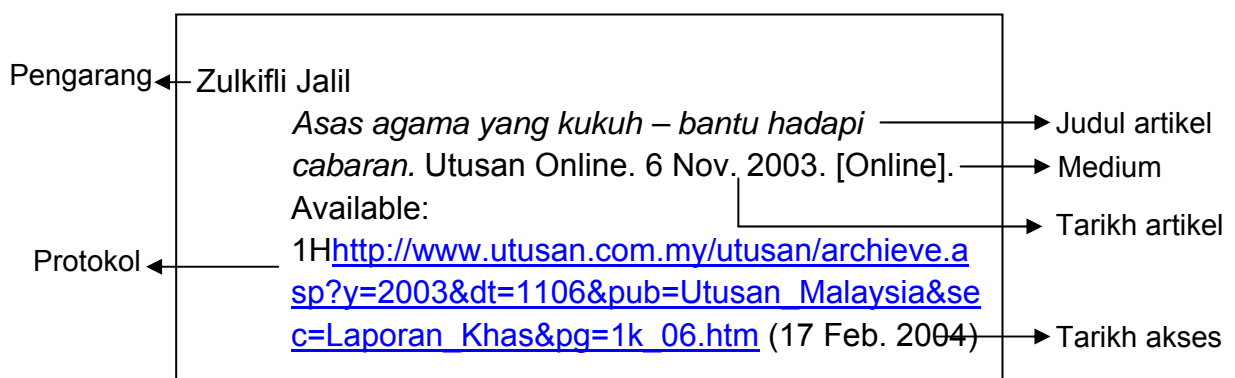 Pengarang Zulkifli Jalil
Asas agama yang kukuh – bantu hadapi Judul artikel
cabaran. Utusan Online. 6 Nov. 2003. [Online]. Medium
Available:
Tarikh artikel
Protokol 1Hhttp://www.utusan.com.my/utusan/archieve.a
sp?y=2003&dt=1106&pub=Utusan_Malaysia&se
c=Laporan_Khas&pg=1k_06.htm (17 Feb. 2004) Tarikh akses